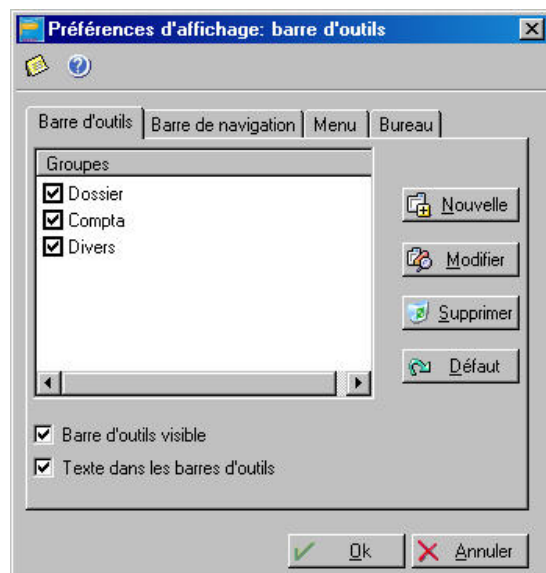 Préférences d'affichage: barre d'outils
Barre d'outils Barre de navigation Menu Bureau
Groupes
Dossier
Compta
Divers
Nouvelle
Modifier
Supprimer
Défaut
Barre d'outils visible
Texte dans les barres d'outils
Ok Annuler